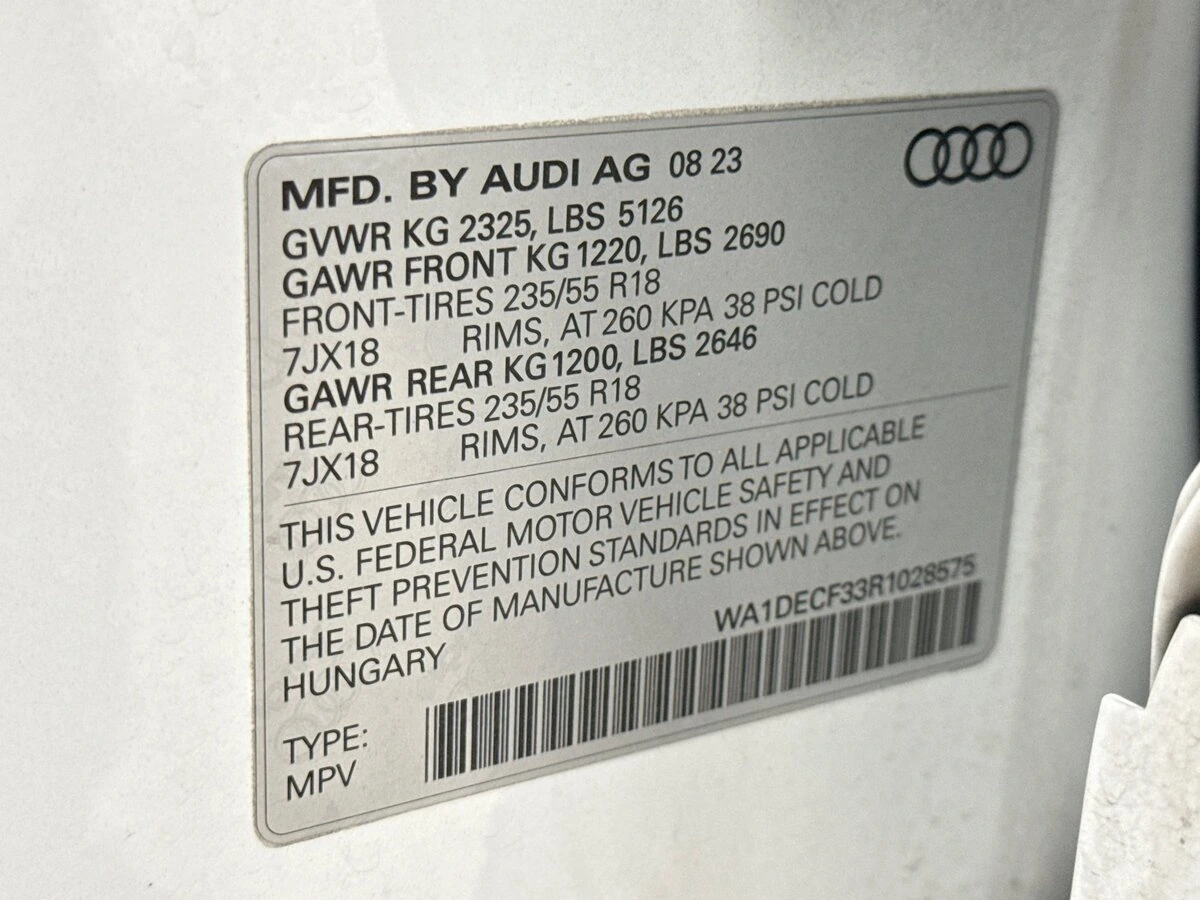 MFD. BY AUDI AG 08 23
GVWR KG 2325, LBS 5126
GAWR FRONT KG 1220, LBS 2690
FRONT-TIRES 235/55 R18
7JX18 RIMS, AT 260 KPA 38 PSI COLD
GAWR REAR KG 1200, LBS 2646
REAR-TIRES 235/55 R18
7JX18 RIMS, AT 260 KPA 38 PSI COLD
THIS VEHICLE CONFORMS TO ALL APPLICABLE
U.S. FEDERAL MOTOR VEHICLE SAFETY AND
THEFT PREVENTION STANDARDS IN EFFECT ON
THE DATE OF MANUFACTURE SHOWN ABOVE.
HUNGARY WA1DECF33R1028575
TYPE:
MPV